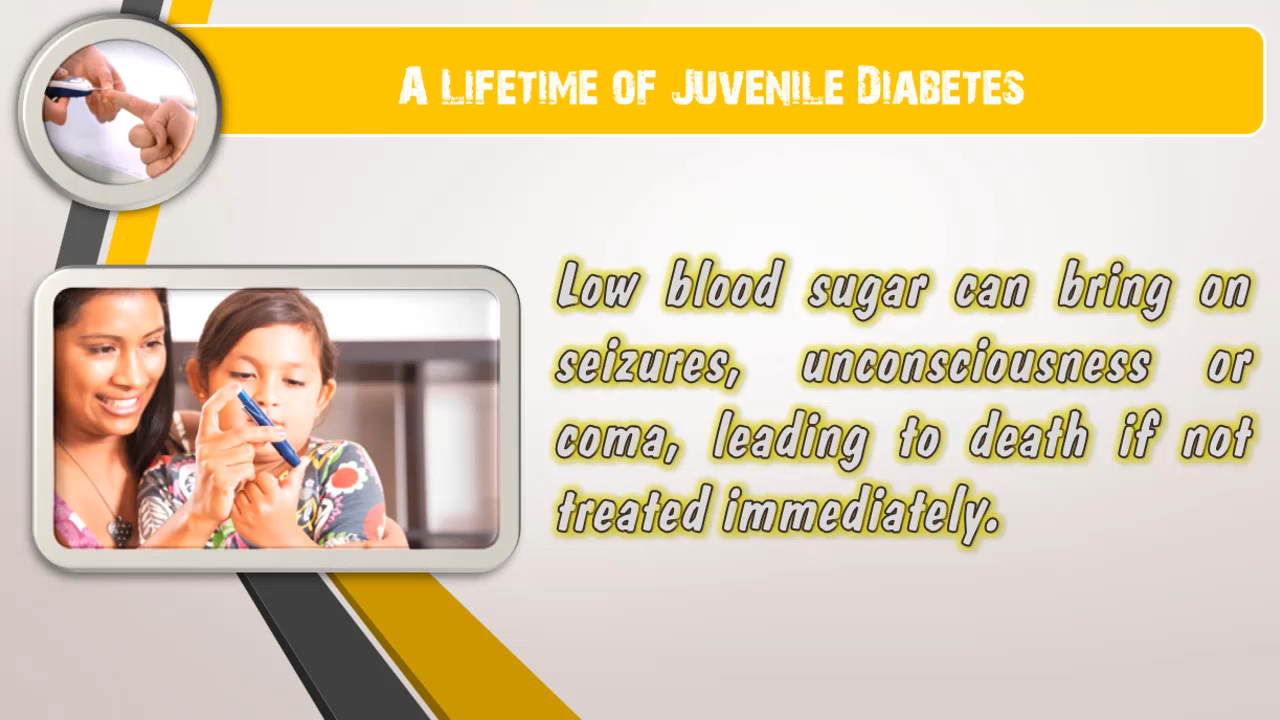 A Lifetime of Juvenile Diabetes
Low blood sugar can bring on
seizures, unconsciousness or
coma, leading to death if not
treated immediately.